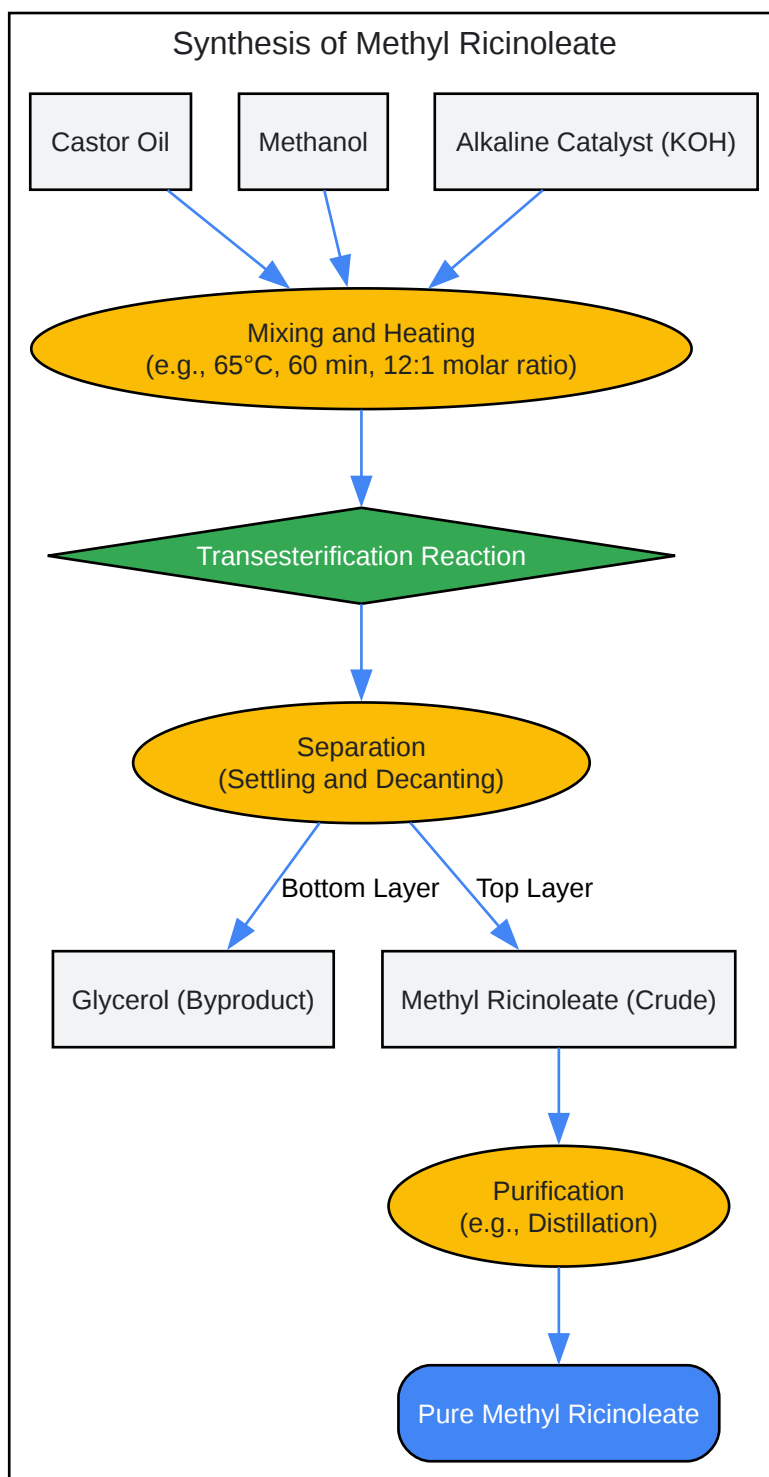 Synthesis of Methyl Ricinoleate
Castor Oil
Methanol
Alkaline Catalyst (KOH)
Mixing and Heating
(e.g., 65°C, 60 min, 12:1 molar ratio)
Transesterification Reaction
Separation
(Settling and Decanting)
Bottom Layer
Top Layer
Glycerol (Byproduct)
Methyl Ricinoleate (Crude)
Purification
(e.g., Distillation)
Pure Methyl Ricinoleate